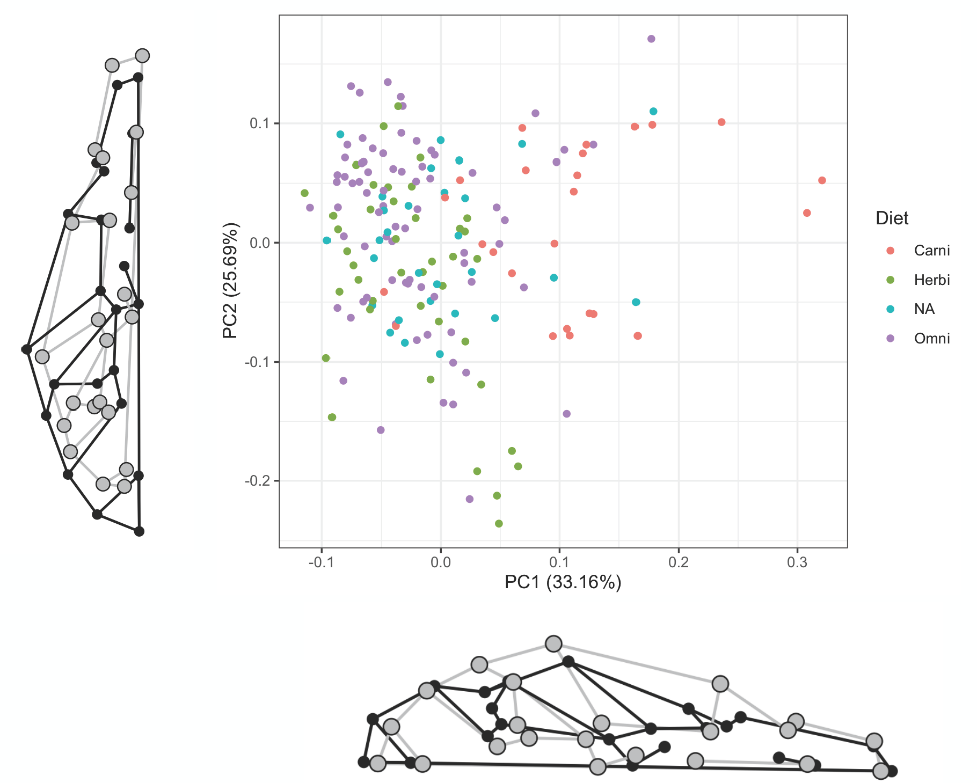 0.1
0.0
-0.1
-0.2
PC2 (25.69%)
-0.1 0.0 0.1 0.2 0.3
PC1 (33.16%)
Diet
Carni
Herbi
NA
Omni